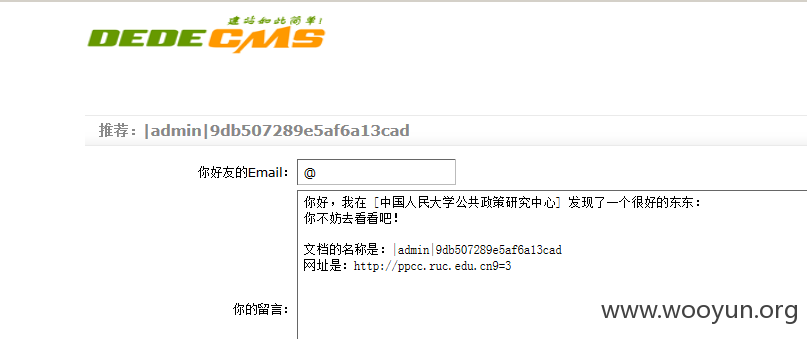 建站如此简单!
DEDECMS
推荐：|admin|9db507289e5af6a13cad
你好友的Email： @
你好，我在 [中国人民大学公共政策研究中心] 发现了一个很好的东东：
你不妨去看看吧！
文档的名称是：|admin|9db507289e5af6a13cad
网址是：http://ppcc.ruc.edu.cn9=3
你的留言：
www.wooyun.org